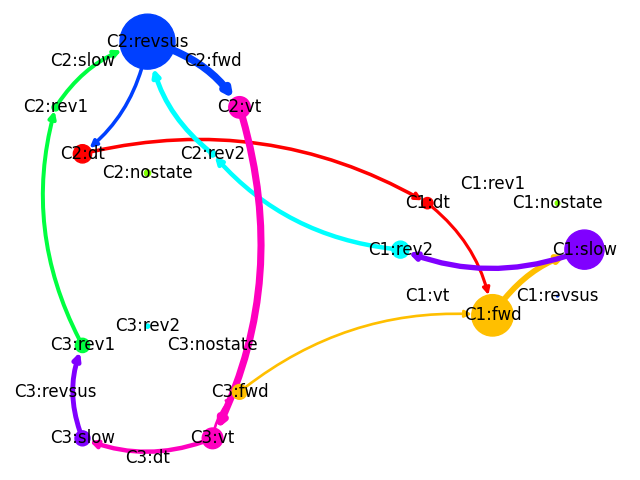 C2:revsus
C2:slow
C2:fwd
C2:rev1
C2:vt
C2:dt
C2:rev2
C2:nostate
C1:rev1
C1:dt
C1:nostate
C1:rev2
C1:slow
C1:vt
C1:revsus
C1:fwd
C3:rev2
C3:rev1
C3:nostate
C3:revsus
C3:fwd
C3:slow
C3:vt
C3:dt